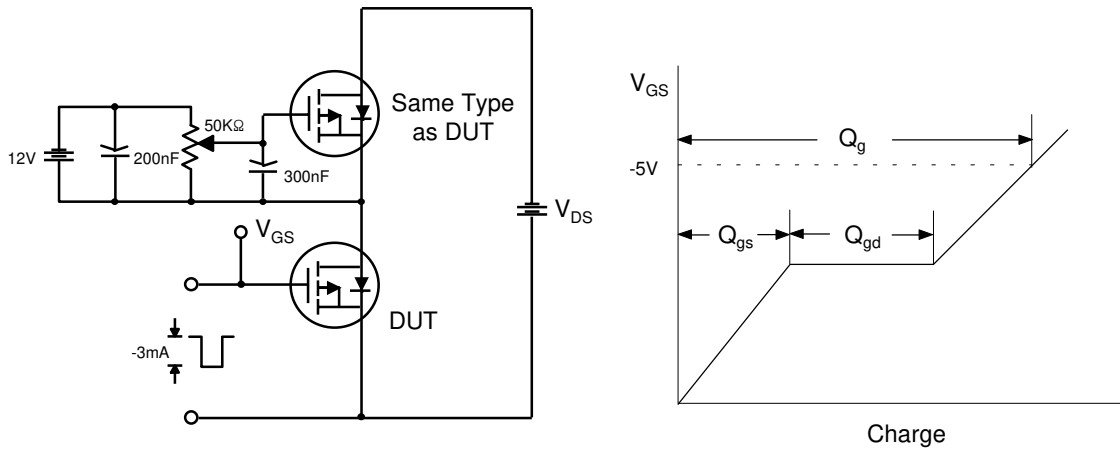 12V
200nF
50KΩ
300nF
Same Type
as DUT
V_DS
V_GS
DUT
-3mA
V_GS
Q_g
-5V
Q_gs
Q_gd
Charge